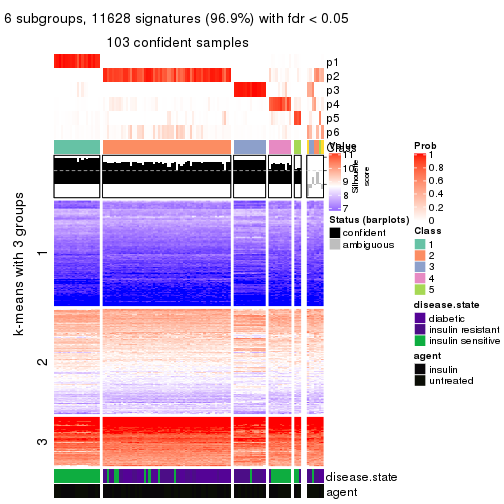 6 subgroups, 11628 signatures (96.9%) with fdr < 0.05
103 confident samples
p1
p2
p3
p4
p5
p6
Class
Silhouette
score
k-means with 3 groups
1
2
3
disease.state
agent
Value
11
10
9
8
7
Status (barplots)
confident
ambiguous
Prob
1
0.8
0.6
0.4
0.2
0
Class
1
2
3
4
5
disease.state
diabetic
insulin resistant
insulin sensitive
agent
insulin
untreated